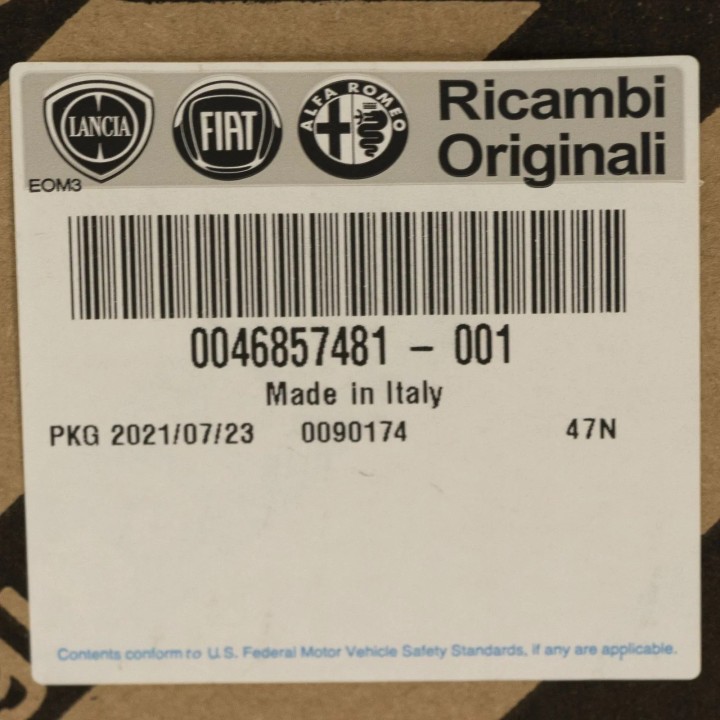 LANCIA
FIAT
ALFA ROMEO
Ricambi
Originali
EOM3
0046857481 - 001
Made in Italy
PKG 2021/07/23 0090174 47N
Contents conform to U.S. Federal Motor Vehicle Safety Standards, if any are applicable.